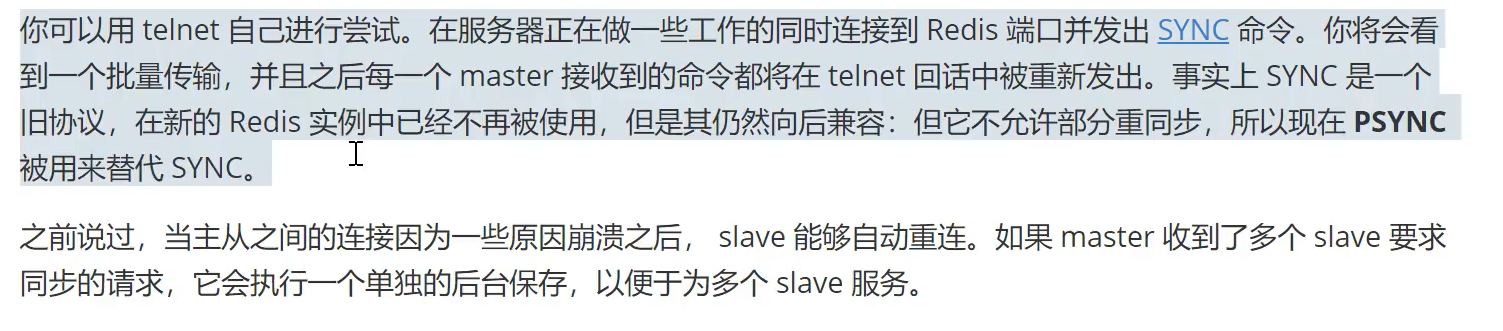 你可以用 telnet 自己进行尝试。在服务器正在做一些工作的同时连接到 Redis 端口并发出 SYNC 命令。你将会看
到一个批量传输，并且之后每一个 master 接收到的命令都将在 telnet 回话中被重新发出。事实上 SYNC 是一个
旧协议，在新的 Redis 实例中已经不再被使用，但是其仍然向后兼容：但它不允许部分重同步，所以现在 PSYNC
被用来替代 SYNC。
之前说过，当主从之间的连接因为一些原因崩溃之后， slave 能够自动重连。如果 master 收到了多个 slave 要求
同步的请求，它会执行一个单独的后台保存，以便于为多个 slave 服务。